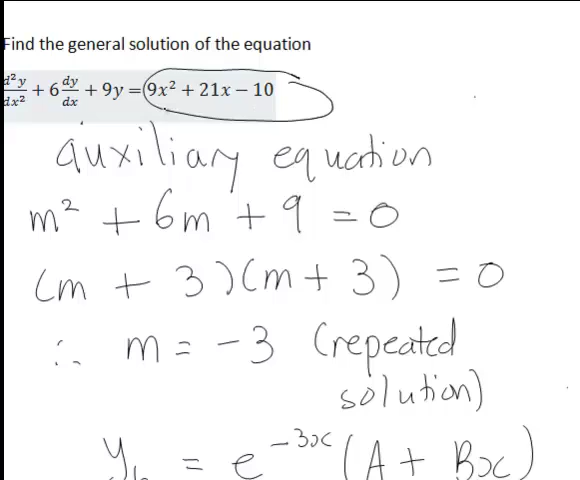 Find the general solution of the equation
d²y/dx² + 6 dy/dx + 9y = 9x² + 21x − 10
auxiliary equation
m² + 6m + 9 = 0
(m + 3)(m + 3) = 0
∴ m = −3 (repeated
solution)
y = e^(−3x) (A + Bx)